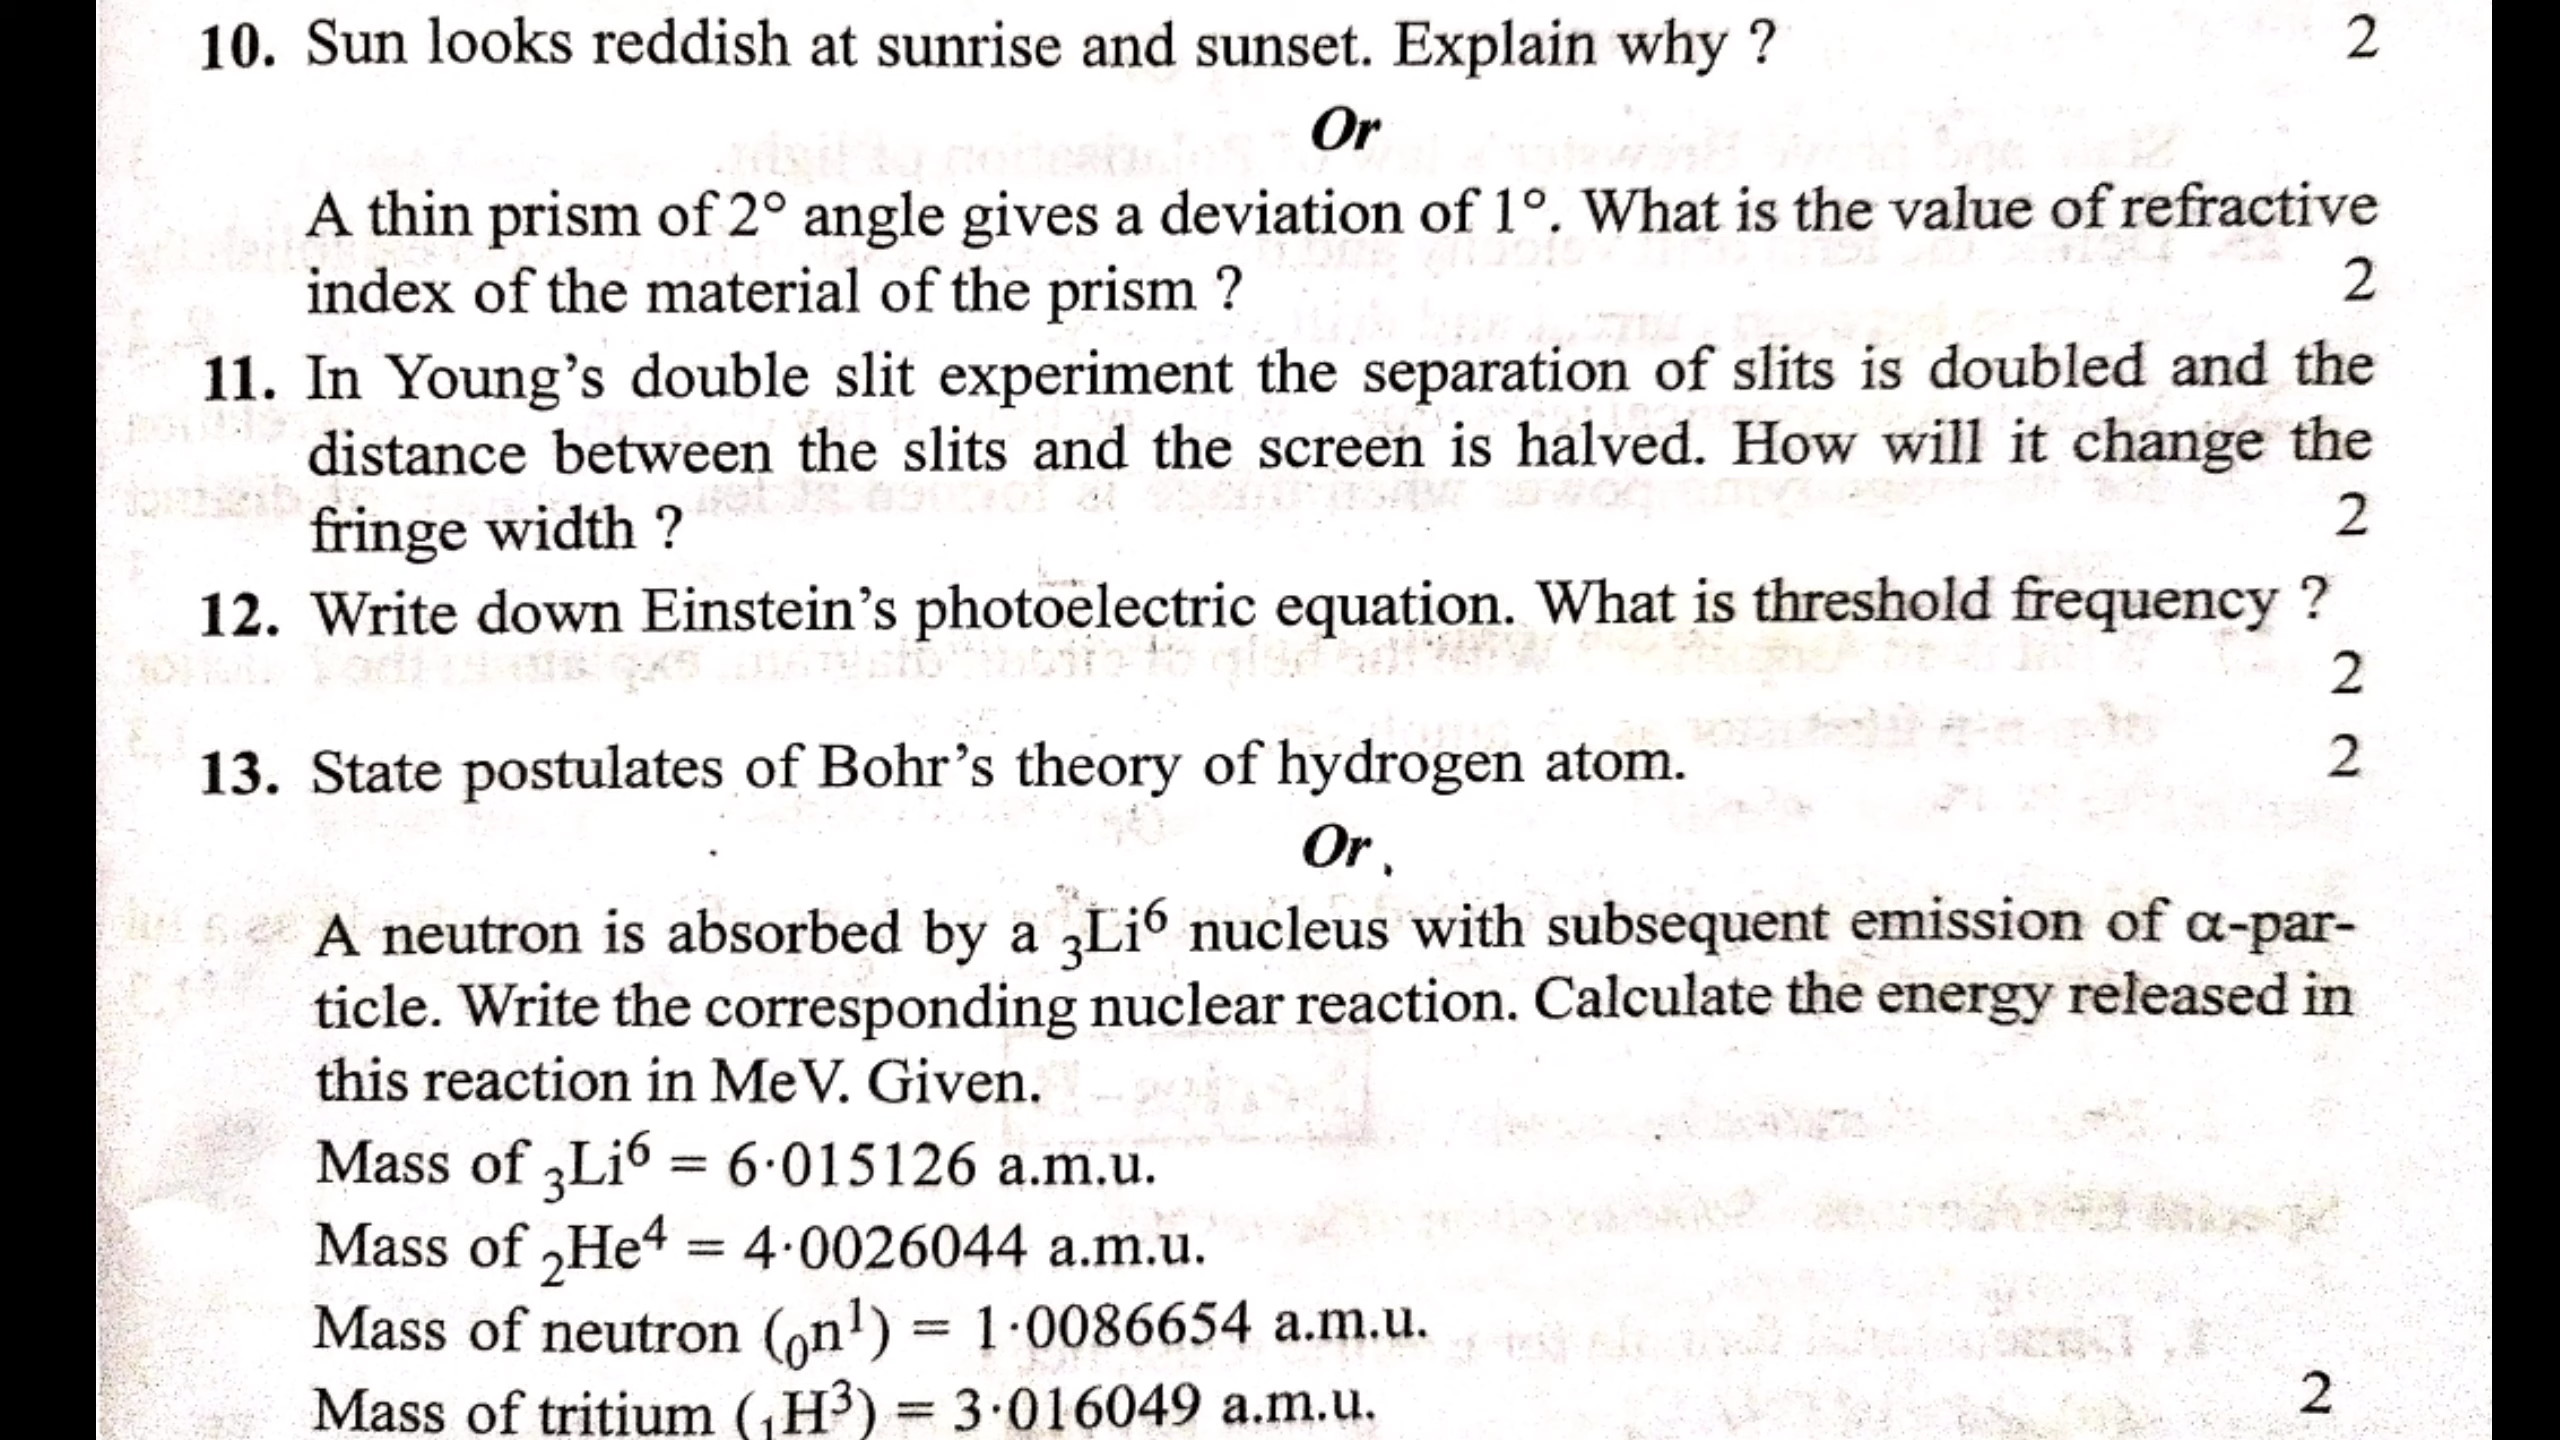 10. Sun looks reddish at sunrise and sunset. Explain why ? 2
Or
A thin prism of 2° angle gives a deviation of 1°. What is the value of refractive
index of the material of the prism ? 2
11. In Young's double slit experiment the separation of slits is doubled and the
distance between the slits and the screen is halved. How will it change the
fringe width ? 2
12. Write down Einstein's photoelectric equation. What is threshold frequency ?
2
13. State postulates of Bohr's theory of hydrogen atom. 2
Or
A neutron is absorbed by a ₃Li⁶ nucleus with subsequent emission of α-par-
ticle. Write the corresponding nuclear reaction. Calculate the energy released in
this reaction in MeV. Given.
Mass of ₃Li⁶ = 6·015126 a.m.u.
Mass of ₂He⁴ = 4·0026044 a.m.u.
Mass of neutron (₀n¹) = 1·0086654 a.m.u.
Mass of tritium (₁H³) = 3·016049 a.m.u. 2